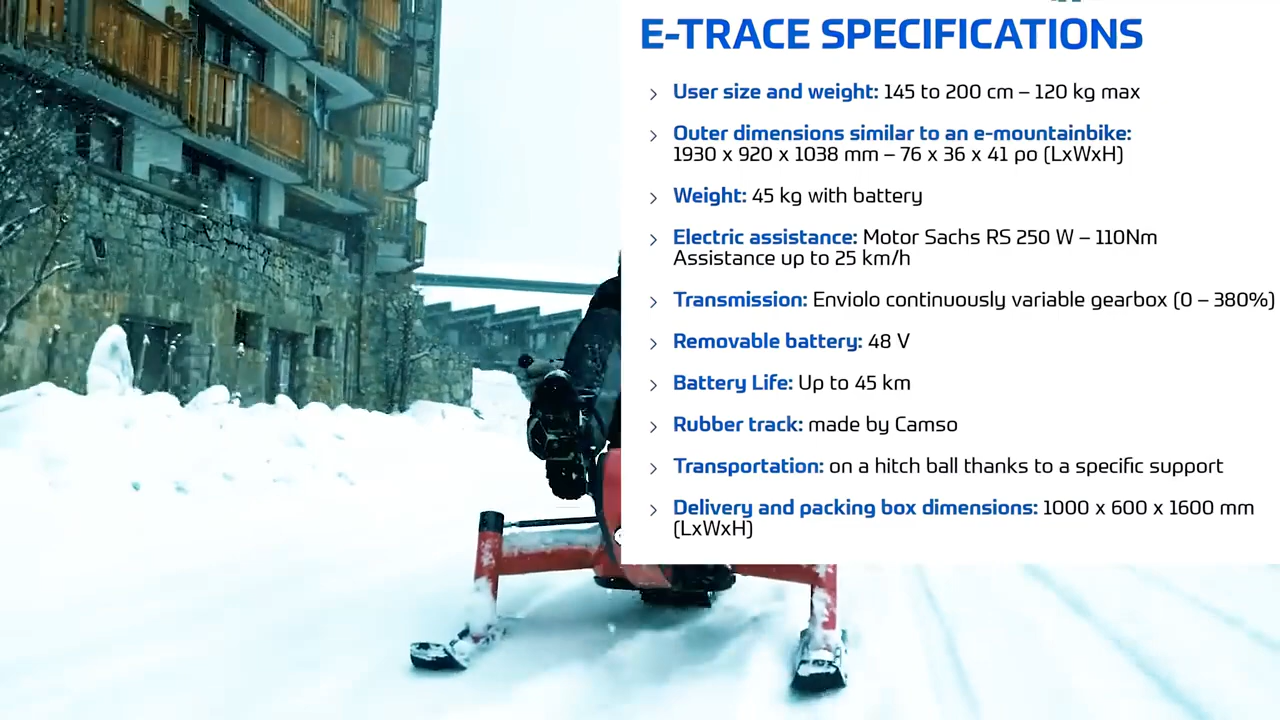 E-TRACE SPECIFICATIONS
User size and weight: 145 to 200 cm – 120 kg max
Outer dimensions similar to an e-mountainbike:
1930 x 920 x 1038 mm – 76 x 36 x 41 po (LxWxH)
Weight: 45 kg with battery
Electric assistance: Motor Sachs RS 250 W – 110Nm
Assistance up to 25 km/h
Transmission: Enviolo continuously variable gearbox (0 – 380%)
Removable battery: 48 V
Battery Life: Up to 45 km
Rubber track: made by Camso
Transportation: on a hitch ball thanks to a specific support
Delivery and packing box dimensions: 1000 x 600 x 1600 mm
(LxWxH)